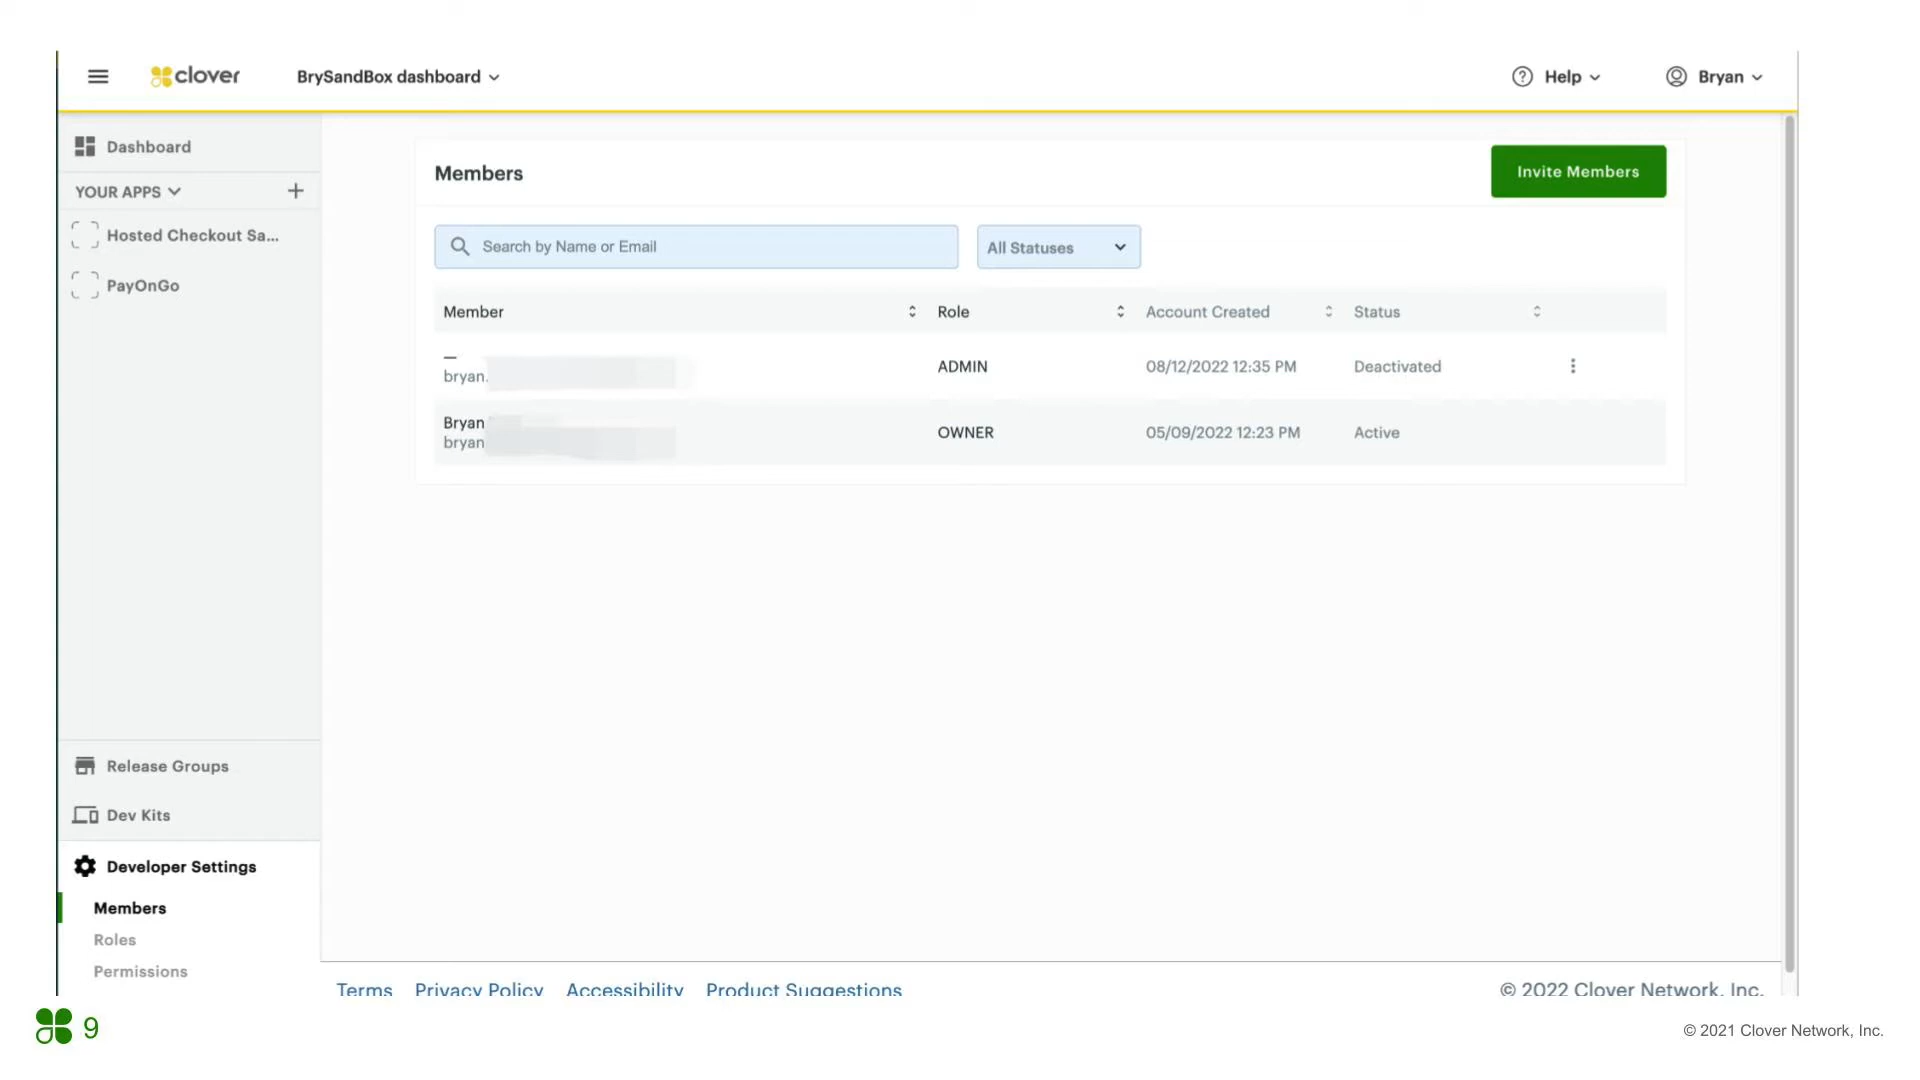 clover
BrySandBox dashboard
Help
Bryan
Dashboard
YOUR APPS
Hosted Checkout Sa...
PayOnGo
Members
Invite Members
Search by Name or Email
All Statuses
Member Role Account Created Status
—
bryan.
ADMIN 08/12/2022 12:35 PM Deactivated
Bryan
bryan
OWNER 05/09/2022 12:23 PM Active
Release Groups
Dev Kits
Developer Settings
Members
Roles
Permissions
Terms Privacy Policy Accessibility Product Suggestions
© 2022 Clover Network, Inc.
9
© 2021 Clover Network, Inc.